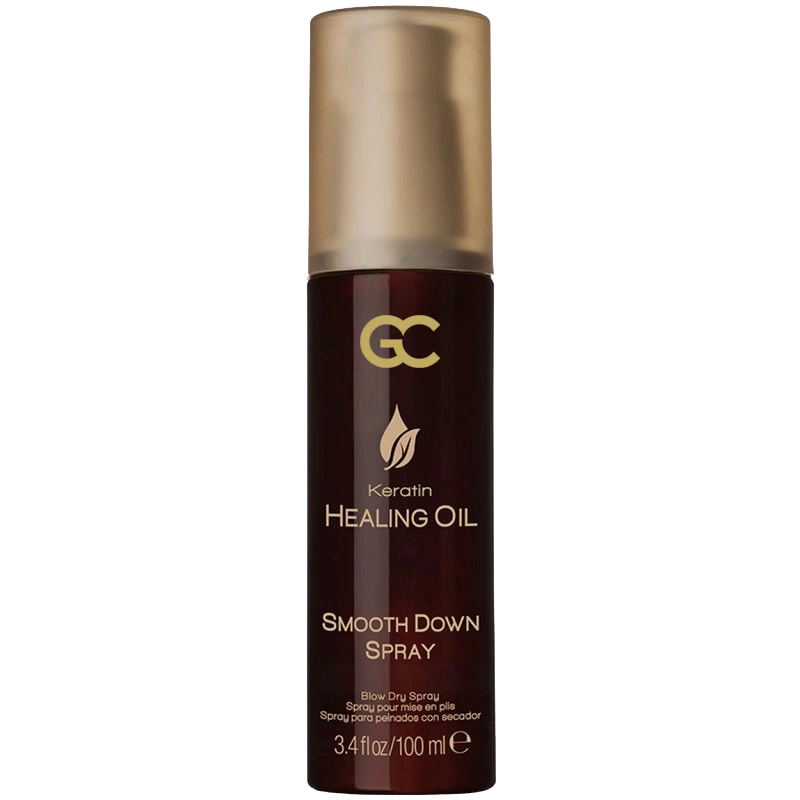 GC
Keratin
HEALING OIL
SMOOTH DOWN
SPRAY
Blow Dry Spray
Spray pour mise en plis
Spray para peinados con secador
3.4 fl oz/100 ml ℮